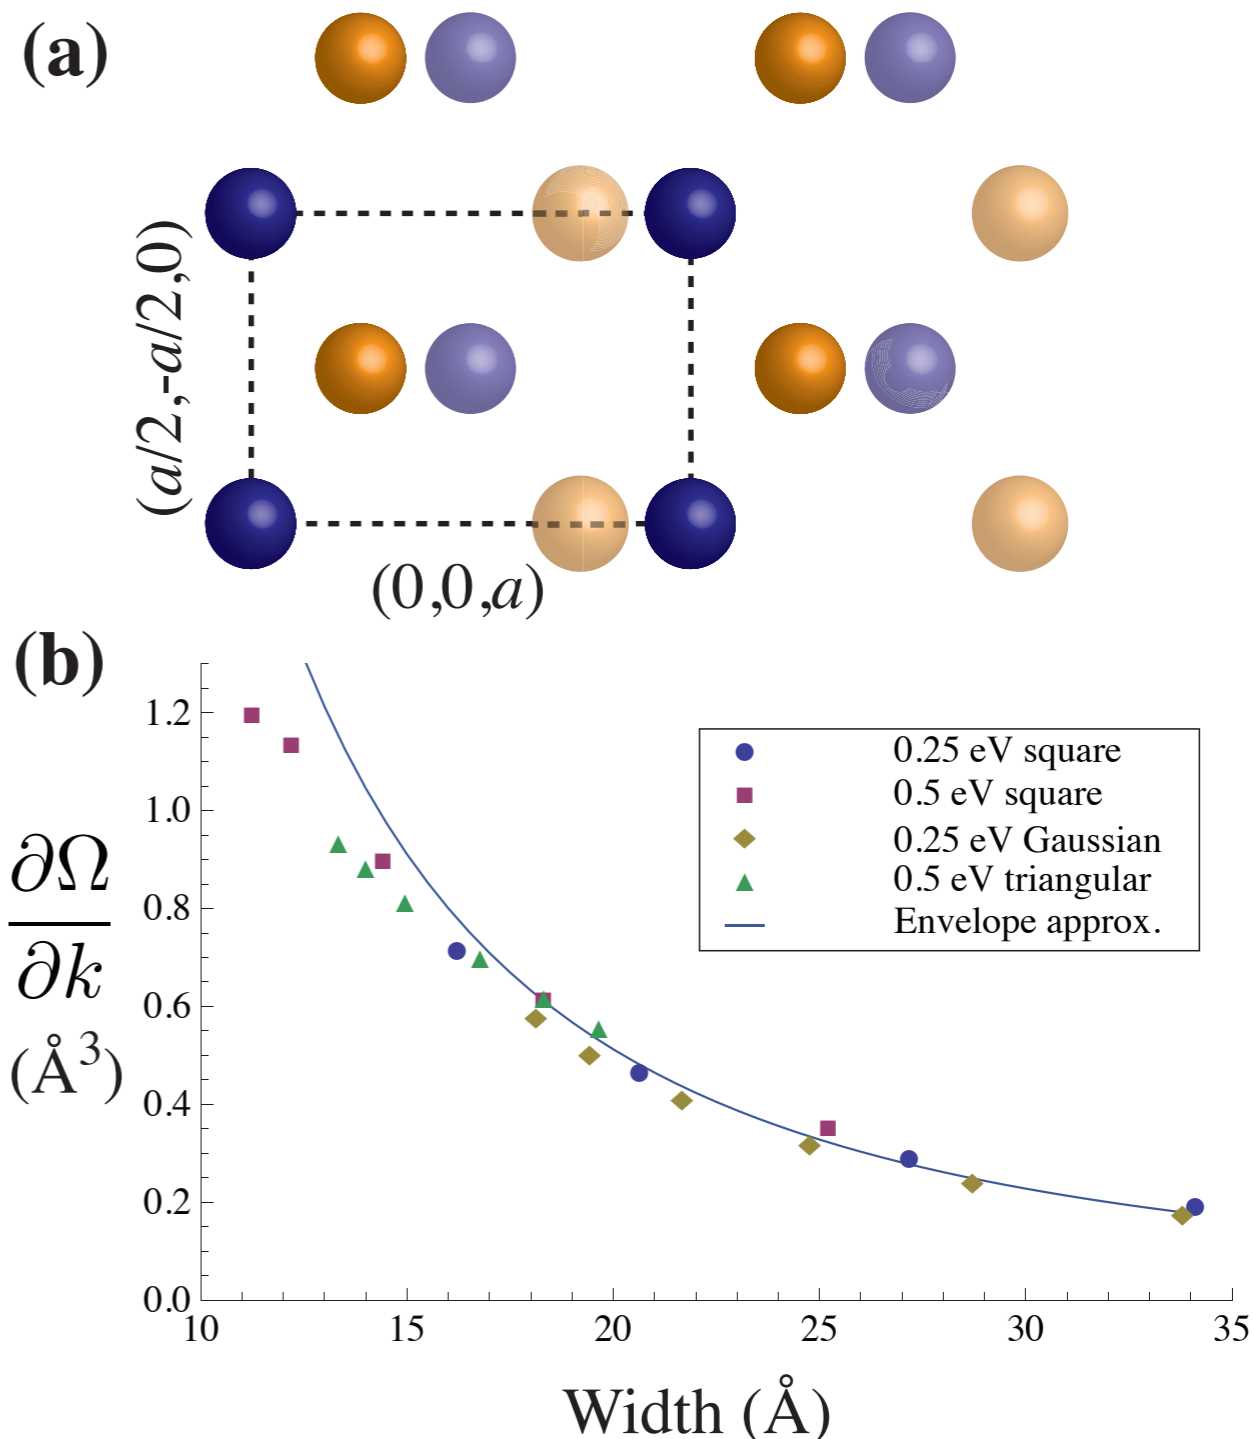 (a)
(a/2,-a/2,0)
(0,0,a)
(b)
∂Ω
∂k
(Å³)
1.2
1.0
0.8
0.6
0.4
0.2
0.0
0.25 eV square
0.5 eV square
0.25 eV Gaussian
0.5 eV triangular
Envelope approx.
10 15 20 25 30 35
Width (Å)